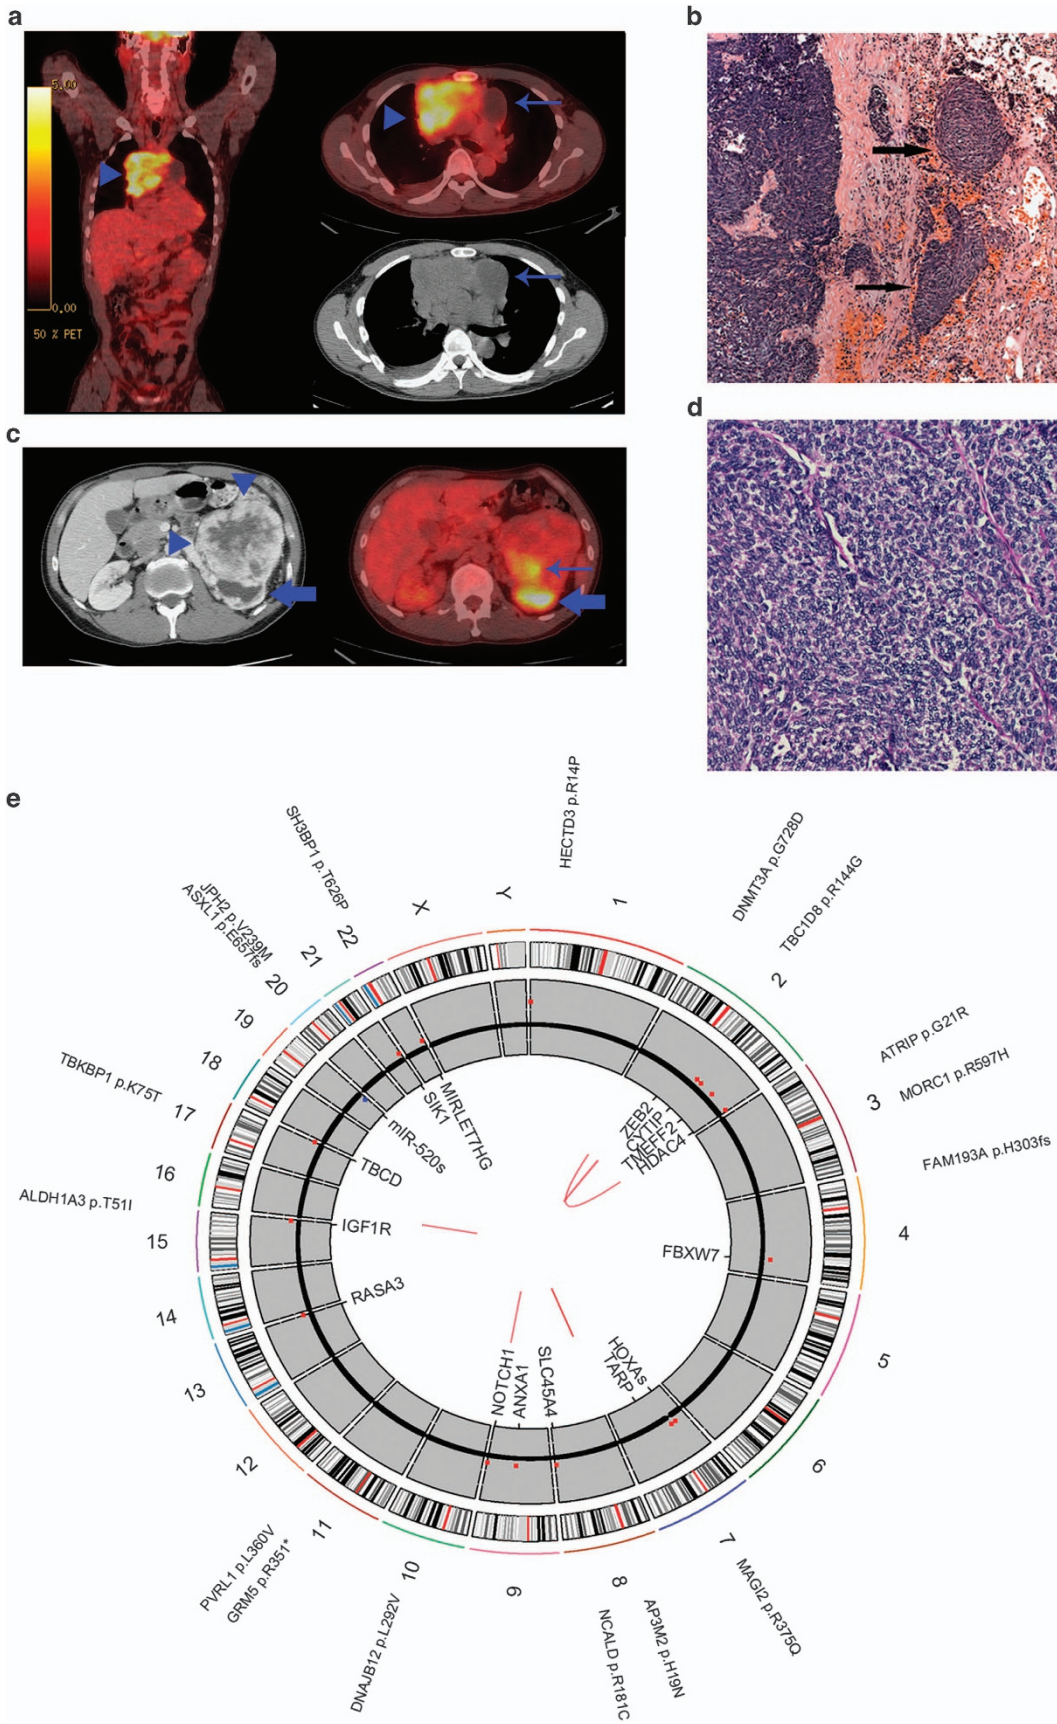 a
5.00
0.00
50 % PET
b
c
d
e
HECTD3 p.R14P
DNMT3A p.G728D
TBC1D8 p.R144G
ATRIP p.G21R
MORC1 p.R597H
FAM193A p.H303fs
MAGI2 p.R375Q
AP3M2 p.H19N
NCALD p.R181C
DNAJB12 p.L292V
GRM5 p.R351*
PVRL1 p.L360V
ALDH1A3 p.T51I
TBKBP1 p.K75T
ASXL1 p.E657fs
JPH2 p.V239M
SH3BP1 p.T626P
1
2
3
4
5
6
7
8
9
10
11
12
13
14
15
16
17
18
19
20
21
22
X
Y
ZEB2
CYTIP
TMEFF2
HDAC4
FBXW7
HOXAs
TARP
SLC45A4
ANXA1
NOTCH1
RASA3
IGF1R
TBCD
mIR-520s
SIK1
MIRLET7HG